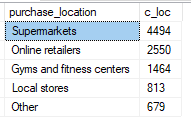 purchase_location c_loc
Supermarkets 4494
Online retailers 2550
Gyms and fitness centers 1464
Local stores 813
Other 679